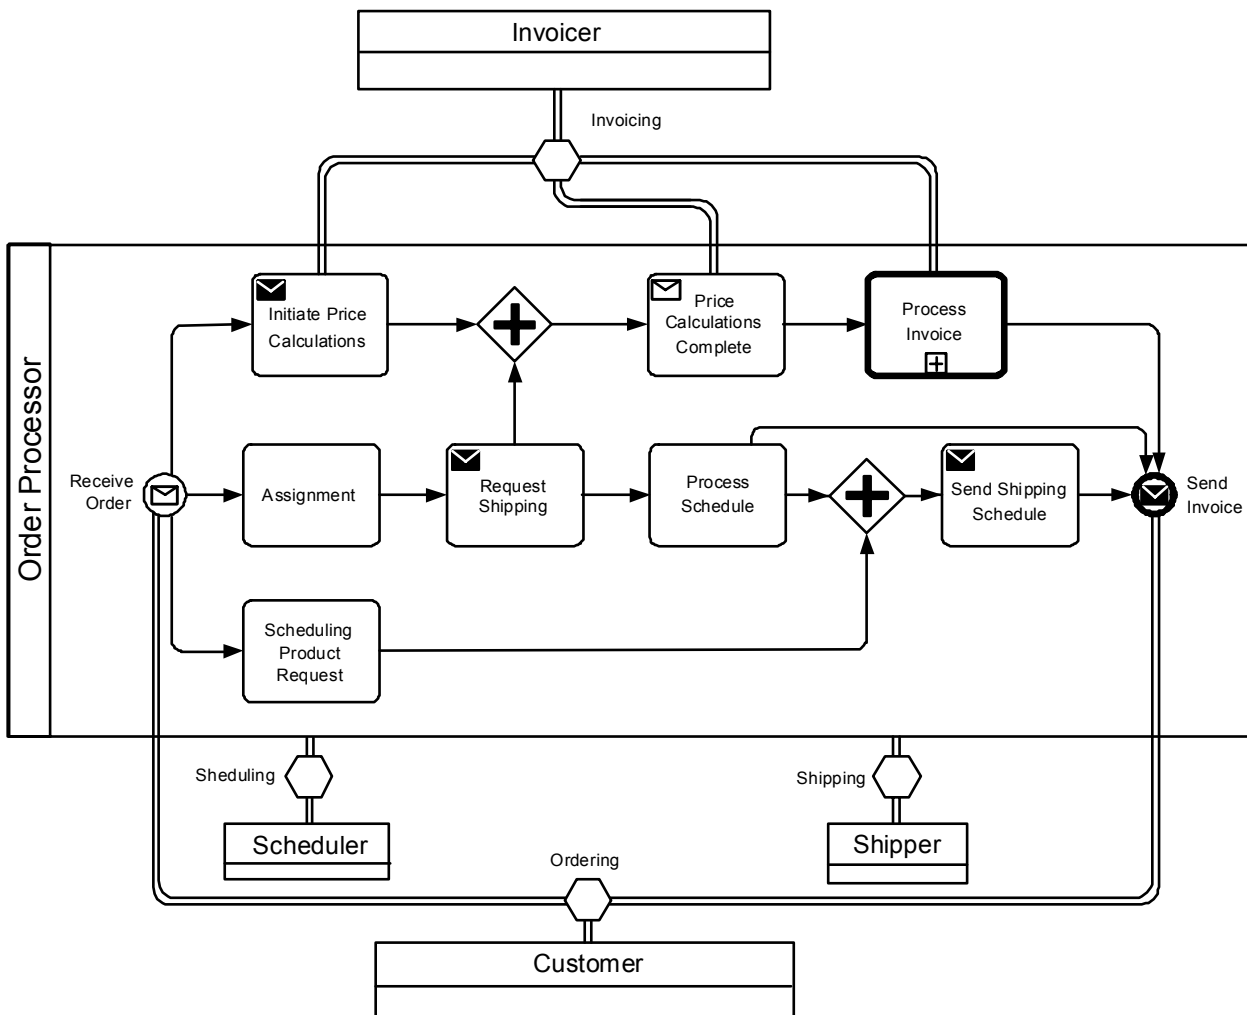 Invoicer
Invoicing
Order Processor
Initiate Price
Calculations
Price
Calculations
Complete
Process
Invoice
Receive
Order
Assignment
Request
Shipping
Process
Schedule
Send Shipping
Schedule
Send
Invoice
Scheduling
Product
Request
Sheduling
Shipping
Scheduler
Shipper
Ordering
Customer